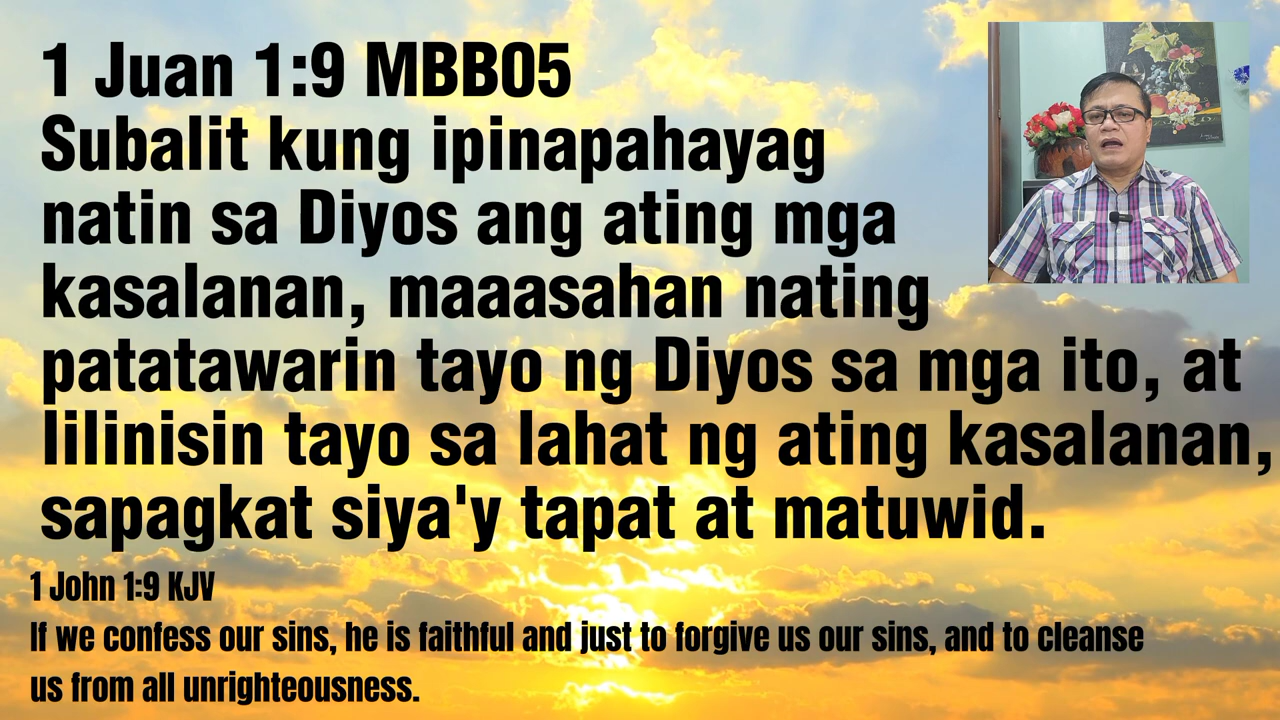 1 Juan 1:9 MBB05
Subalit kung ipinapahayag
natin sa Diyos ang ating mga
kasalanan, maaasahan nating
patatawarin tayo ng Diyos sa mga ito, at
lilinisin tayo sa lahat ng ating kasalanan,
sapagkat siya'y tapat at matuwid.
1 John 1:9 KJV
If we confess our sins, he is faithful and just to forgive us our sins, and to cleanse
us from all unrighteousness.